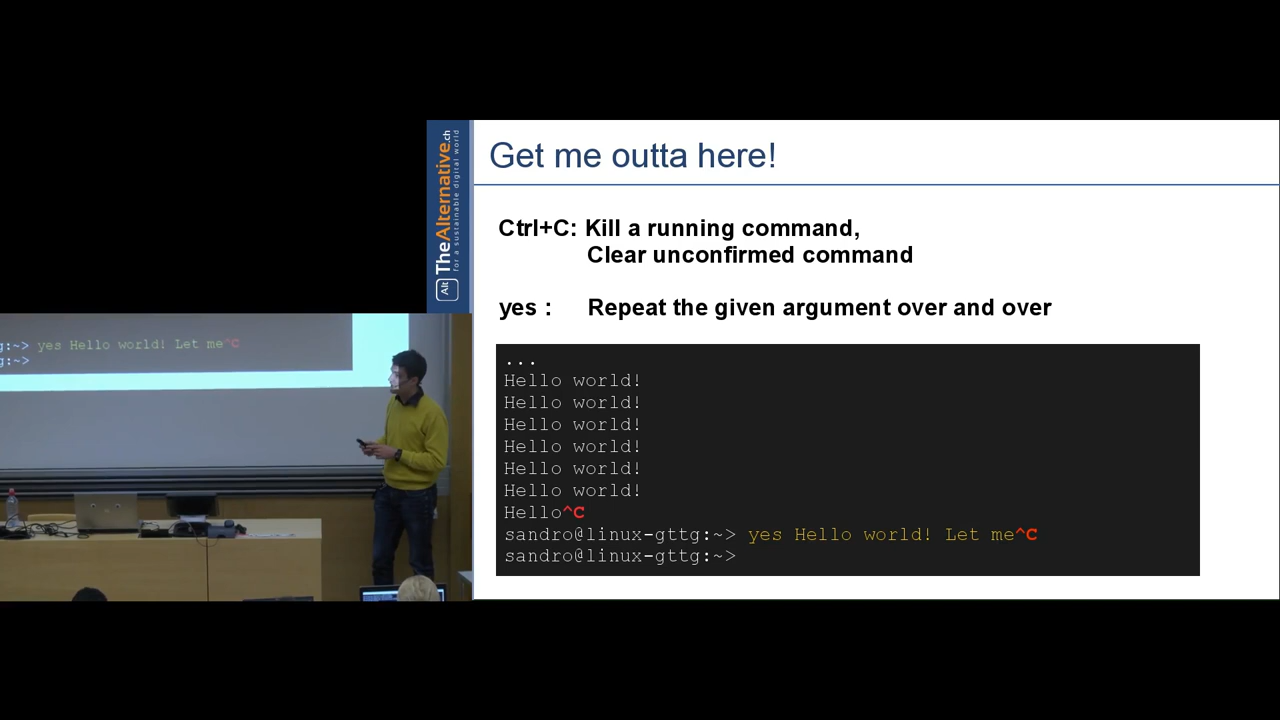 Get me outta here!
Alt TheAlternative.ch
for a sustainable digital world
Ctrl+C: Kill a running command,
Clear unconfirmed command
yes : Repeat the given argument over and over
...
Hello world!
Hello world!
Hello world!
Hello world!
Hello world!
Hello world!
Hello^C
sandro@linux-gttg:~> yes Hello world! Let me^C
sandro@linux-gttg:~>
g:~> yes Hello world! Let me^C
g:~>